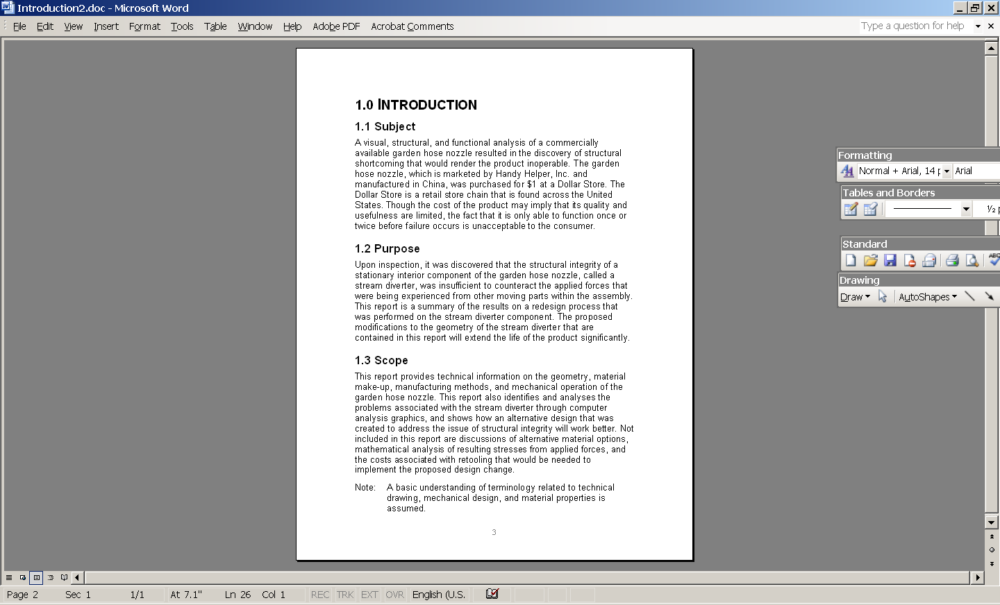 Introduction2.doc - Microsoft Word
File Edit View Insert Format Tools Table Window Help Adobe PDF Acrobat Comments Type a question for help
1.0 INTRODUCTION
1.1 Subject
A visual, structural, and functional analysis of a commercially
available garden hose nozzle resulted in the discovery of structural
shortcoming that would render the product inoperable. The garden
hose nozzle, which is marketed by Handy Helper, Inc. and
manufactured in China, was purchased for $1 at a Dollar Store. The
Dollar Store is a retail store chain that is found across the United
States. Though the cost of the product may imply that its quality and
usefulness are limited, the fact that it is only able to function once or
twice before failure occurs is unacceptable to the consumer.
1.2 Purpose
Upon inspection, it was discovered that the structural integrity of a
stationary interior component of the garden hose nozzle, called a
stream diverter, was insufficient to counteract the applied forces that
were being experienced from other moving parts within the assembly.
This report is a summary of the results on a redesign process that
was performed on the stream diverter component. The proposed
modifications to the geometry of the stream diverter that are
contained in this report will extend the life of the product significantly.
1.3 Scope
This report provides technical information on the geometry, material
make-up, manufacturing methods, and mechanical operation of the
garden hose nozzle. This report also identifies and analyses the
problems associated with the stream diverter through computer
analysis graphics, and shows how an alternative design that was
created to address the issue of structural integrity will work better. Not
included in this report are discussions of alternative material options,
mathematical analysis of resulting stresses from applied forces, and
the costs associated with retooling that would be needed to
implement the proposed design change.
Note: A basic understanding of terminology related to technical
drawing, mechanical design, and material properties is
assumed.
3
Formatting
Normal + Arial, 14 p Arial
Tables and Borders
½ p
Standard
ABC
Drawing
Draw AutoShapes
Page 2 Sec 1 1/1 At 7.1" Ln 26 Col 1 REC TRK EXT OVR English (U.S.